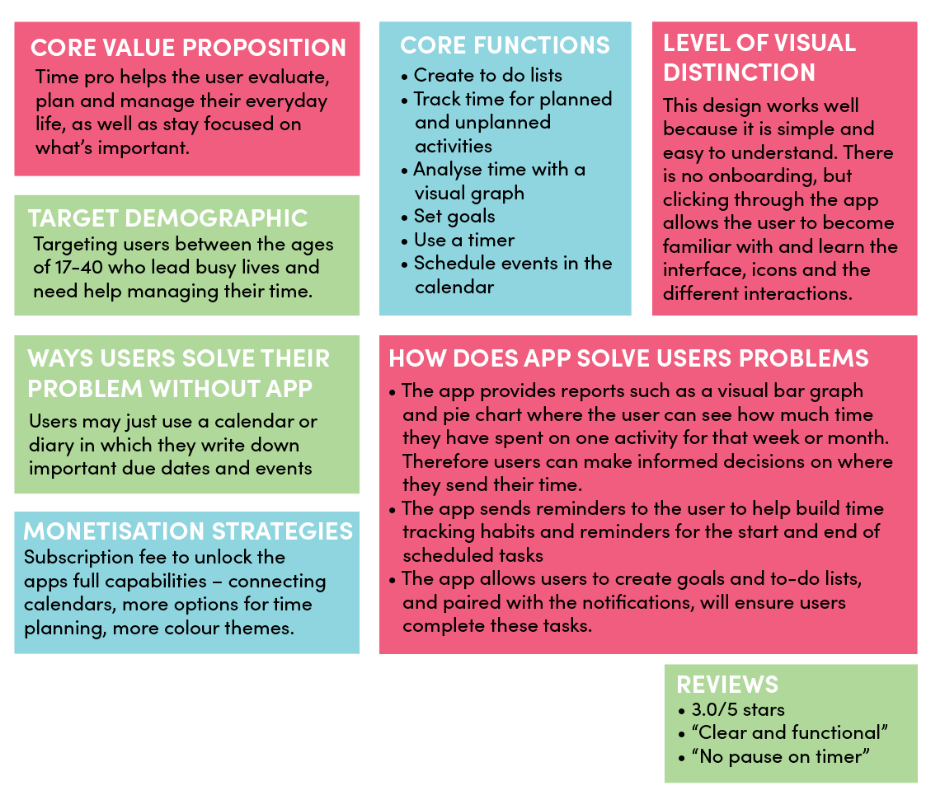 CORE VALUE PROPOSITION
Time pro helps the user evaluate,
plan and manage their everyday
life, as well as stay focused on
what's important.
TARGET DEMOGRAPHIC
Targeting users between the ages
of 17-40 who lead busy lives and
need help managing their time.
WAYS USERS SOLVE THEIR
PROBLEM WITHOUT APP
Users may just use a calendar or
diary in which they write down
important due dates and events
MONETISATION STRATEGIES
Subscription fee to unlock the
apps full capabilities – connecting
calendars, more options for time
planning, more colour themes.
CORE FUNCTIONS
• Create to do lists
• Track time for planned
and unplanned
activities
• Analyse time with a
visual graph
• Set goals
• Use a timer
• Schedule events in the
calendar
LEVEL OF VISUAL
DISTINCTION
This design works well
because it is simple and
easy to understand. There
is no onboarding, but
clicking through the app
allows the user to become
familiar with and learn the
interface, icons and the
different interactions.
HOW DOES APP SOLVE USERS PROBLEMS
• The app provides reports such as a visual bar graph
and pie chart where the user can see how much time
they have spent on one activity for that week or month.
Therefore users can make informed decisions on where
they send their time.
• The app sends reminders to the user to help build time
tracking habits and reminders for the start and end of
scheduled tasks
• The app allows users to create goals and to-do lists,
and paired with the notifications, will ensure users
complete these tasks.
REVIEWS
• 3.0/5 stars
• “Clear and functional”
• “No pause on timer”